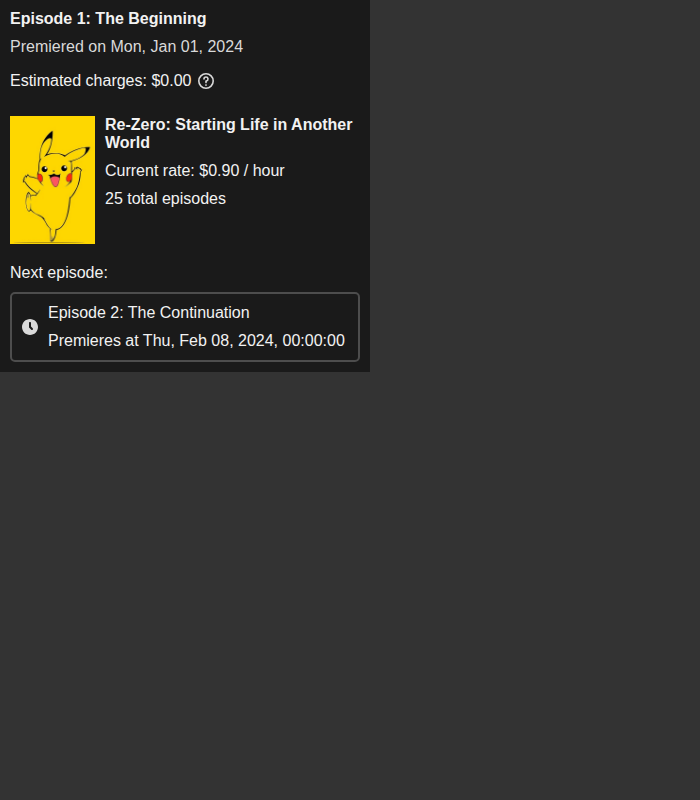 Episode 1: The Beginning
Premiered on Mon, Jan 01, 2024
Estimated charges: $0.00
Re-Zero: Starting Life in Another
World
Current rate: $0.90 / hour
25 total episodes
Next episode:
Episode 2: The Continuation
Premieres at Thu, Feb 08, 2024, 00:00:00